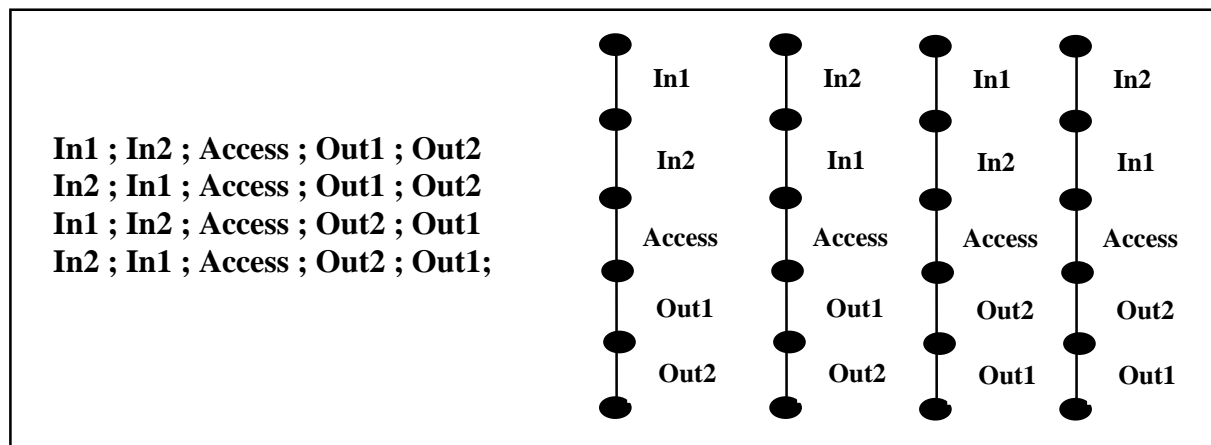 In1 ; In2 ; Access ; Out1 ; Out2
In2 ; In1 ; Access ; Out1 ; Out2
In1 ; In2 ; Access ; Out2 ; Out1
In2 ; In1 ; Access ; Out2 ; Out1;
In1 In2 In1 In2
In2 In1 In2 In1
Access Access Access Access
Out1 Out1 Out2 Out2
Out2 Out2 Out1 Out1